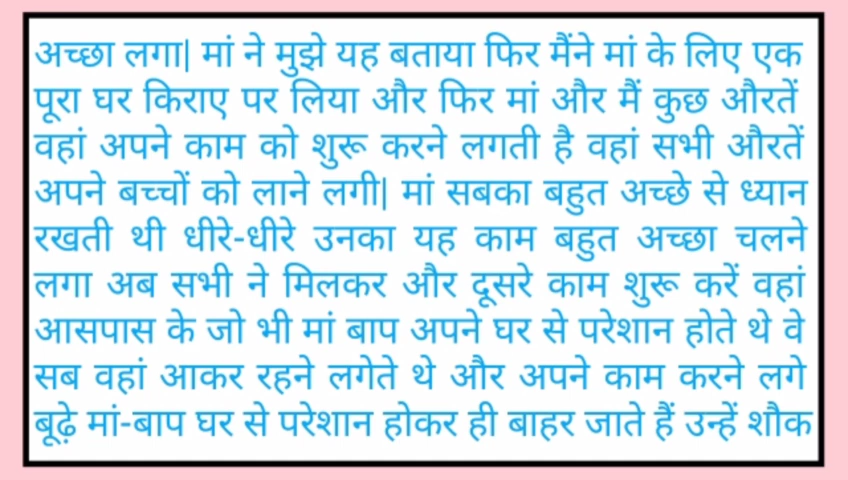 अच्छा लगा| मां ने मुझे यह बताया फिर मैंने मां के लिए एक
पूरा घर किराए पर लिया और फिर मां और मैं कुछ औरतें
वहां अपने काम को शुरू करने लगती है वहां सभी औरतें
अपने बच्चों को लाने लगी| मां सबका बहुत अच्छे से ध्यान
रखती थी धीरे-धीरे उनका यह काम बहुत अच्छा चलने
लगा अब सभी ने मिलकर और दूसरे काम शुरू करें वहां
आसपास के जो भी मां बाप अपने घर से परेशान होते थे वे
सब वहां आकर रहने लगेते थे और अपने काम करने लगे
बूढ़े मां-बाप घर से परेशान होकर ही बाहर जाते हैं उन्हें शौक